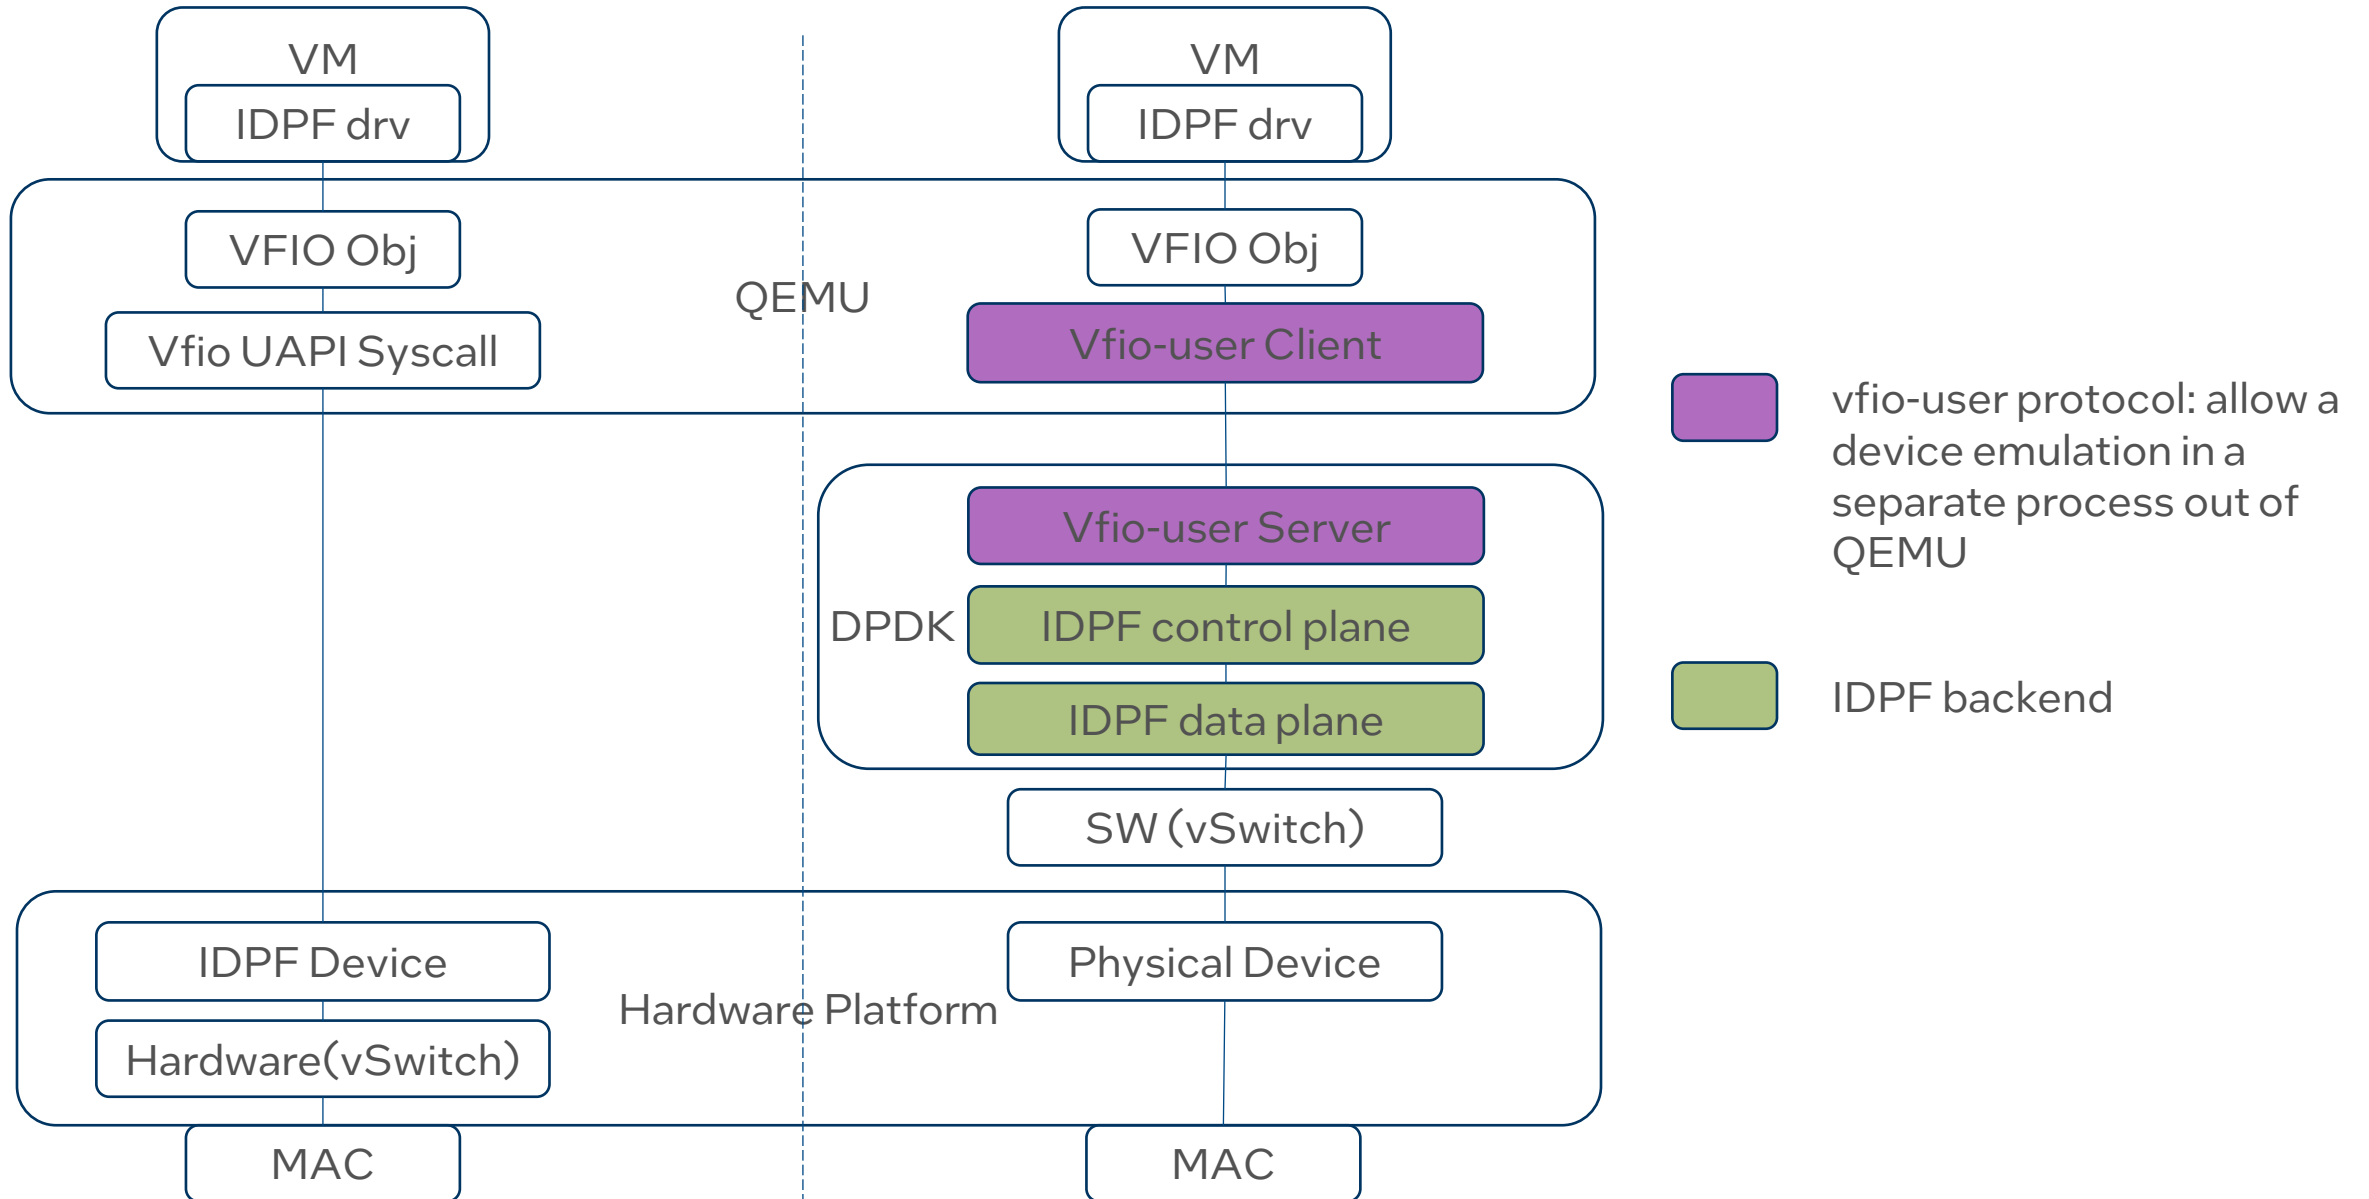 VM
IDPF drv
VFIO Obj
Vfio UAPI Syscall
QEMU
VM
IDPF drv
VFIO Obj
Vfio-user Client
DPDK
Vfio-user Server
IDPF control plane
IDPF data plane
SW (vSwitch)
IDPF Device
Hardware(vSwitch)
Hardware Platform
Physical Device
MAC
MAC
vfio-user protocol: allow a
device emulation in a
separate process out of
QEMU
IDPF backend